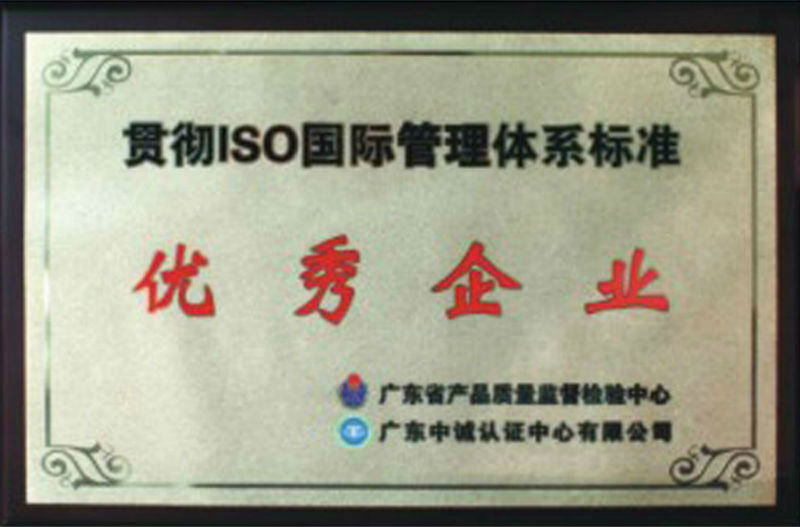 贯彻ISO国际管理体系标准
优秀企业
广东省产品质量监督检验中心
广东中诚认证中心有限公司